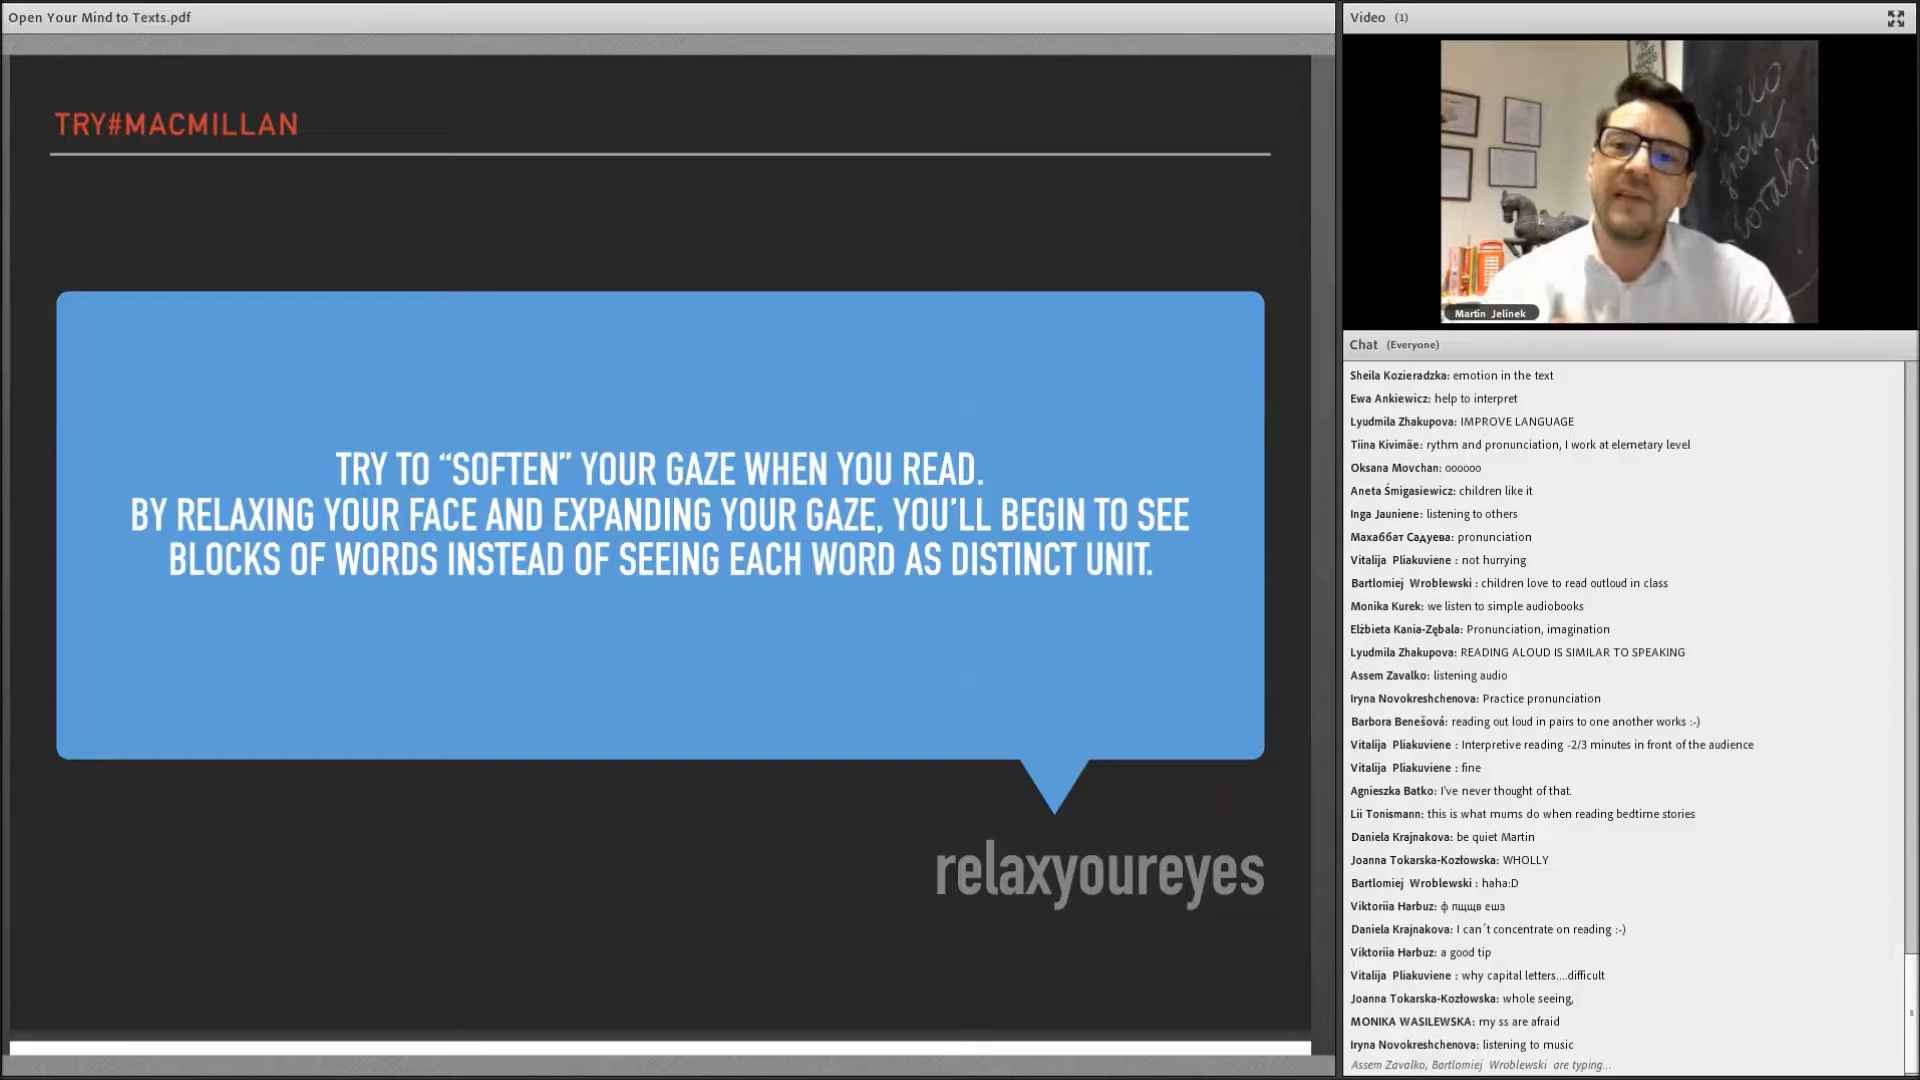 Open Your Mind to Texts.pdf
TRY#MACMILLAN
TRY TO “SOFTEN” YOUR GAZE WHEN YOU READ.
BY RELAXING YOUR FACE AND EXPANDING YOUR GAZE, YOU’LL BEGIN TO SEE
BLOCKS OF WORDS INSTEAD OF SEEING EACH WORD AS DISTINCT UNIT.
relaxyoureyes
Video (1)
Hello
from
Martin Jelinek
Chat (Everyone)
Sheila Kozieradzka: emotion in the text
Ewa Ankiewicz: help to interpret
Lyudmila Zhakupova: IMPROVE LANGUAGE
Tiina Kivimäe: rythm and pronunciation, I work at elemetary level
Oksana Movchan: oooooo
Aneta Śmigasiewicz: children like it
Inga Jauniene: listening to others
Махаббат Садуева: pronunciation
Vitalija Pliakuviene : not hurrying
Bartlomiej Wroblewski : children love to read outloud in class
Monika Kurek: we listen to simple audiobooks
Elżbieta Kania-Zębala: Pronunciation, imagination
Lyudmila Zhakupova: READING ALOUD IS SIMILAR TO SPEAKING
Assem Zavalko: listening audio
Iryna Novokreshchenova: Practice pronunciation
Barbora Benešová: reading out loud in pairs to one another works :-)
Vitalija Pliakuviene : Interpretive reading -2/3 minutes in front of the audience
Vitalija Pliakuviene : fine
Agnieszka Batko: I've never thought of that.
Lii Tonismann: this is what mums do when reading bedtime stories
Daniela Krajnakova: be quiet Martin
Joanna Tokarska-Kozłowska: WHOLLY
Bartlomiej Wroblewski : haha:D
Viktoriia Harbuz: ф пщщв ешз
Daniela Krajnakova: I can´t concentrate on reading :-)
Viktoriia Harbuz: a good tip
Vitalija Pliakuviene : why capital letters....difficult
Joanna Tokarska-Kozłowska: whole seeing,
MONIKA WASILEWSKA: my ss are afraid
Iryna Novokreshchenova: listening to music
Assem Zavalko, Bartlomiej Wroblewski are typing...